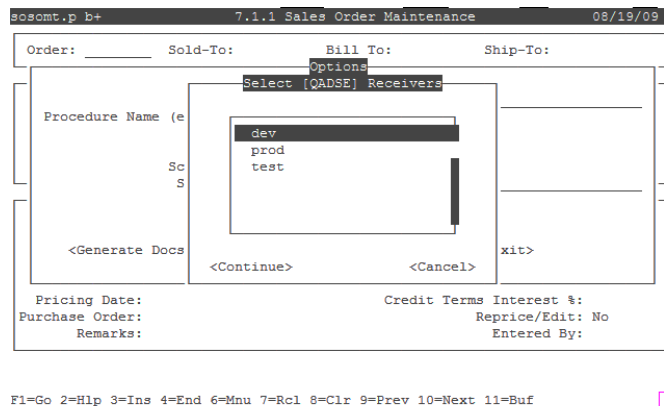 sosomt.p b+ 7.1.1 Sales Order Maintenance 08/19/09
Order: ________ Sold-To: Bill To: Ship-To:
Options
Select [QADSE] Receivers
Procedure Name (e
dev
prod
Sc test
S
<Generate Docs xit>
<Continue> <Cancel>
Pricing Date: Credit Terms Interest %:
Purchase Order: Reprice/Edit: No
Remarks: Entered By:
F1=Go 2=Hlp 3=Ins 4=End 6=Mnu 7=Rcl 8=Clr 9=Prev 10=Next 11=Buf